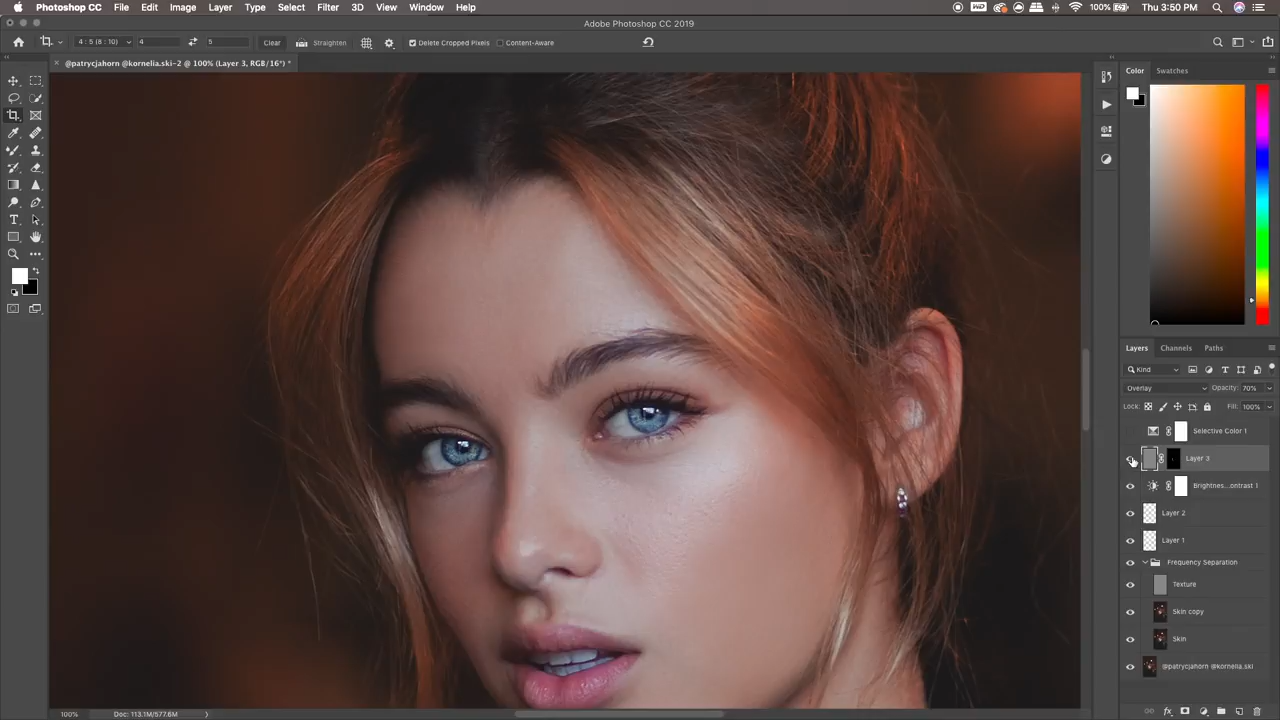 Photoshop CC File Edit Image Layer Type Select Filter 3D View Window Help 100% Thu 3:50 PM
Adobe Photoshop CC 2019
4 : 5 (8 : 10) 4 5 Clear Straighten Delete Cropped Pixels Content-Aware
@patrycjahorn @kornelia.ski-2 @ 100% (Layer 3, RGB/16*) *
Color Swatches
Layers Channels Paths
Kind
Overlay Opacity: 70%
Lock: Fill: 100%
Selective Color 1
Layer 3
Brightnes...ontrast 1
Layer 2
Layer 1
Frequency Separation
Texture
Skin copy
Skin
@patrycjahorn @kornelia.ski
100% Doc: 113.1M/577.6M